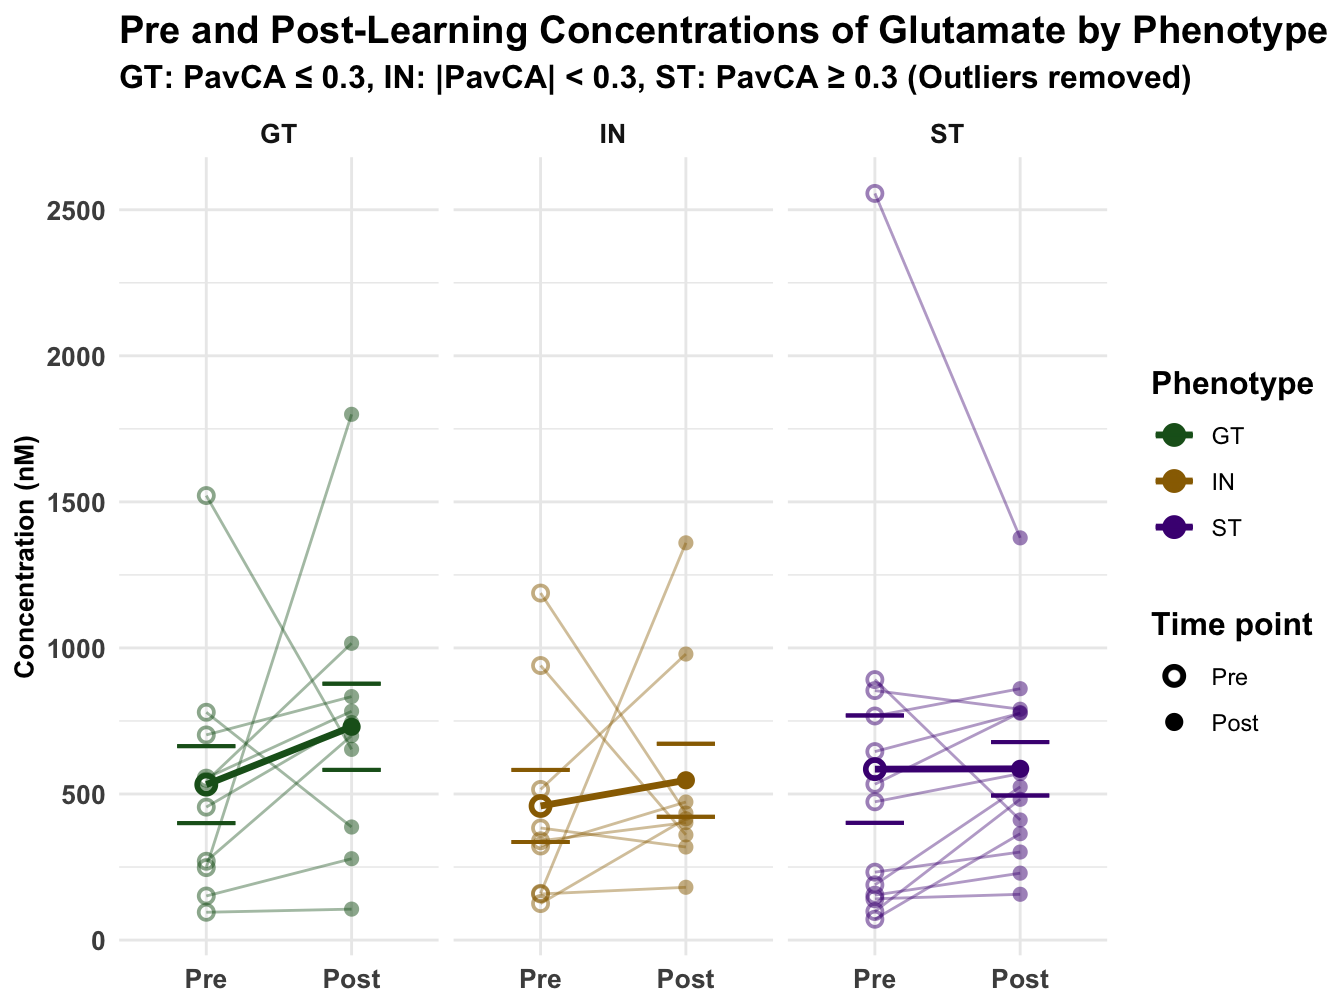 Pre and Post-Learning Concentrations of Glutamate by Phenotype
GT: PavCA ≤ 0.3, IN: |PavCA| < 0.3, ST: PavCA ≥ 0.3 (Outliers removed)
GT
IN
ST
Concentration (nM)
2500
2000
1500
1000
500
0
Pre
Post
Pre
Post
Pre
Post
Phenotype
GT
IN
ST
Time point
Pre
Post